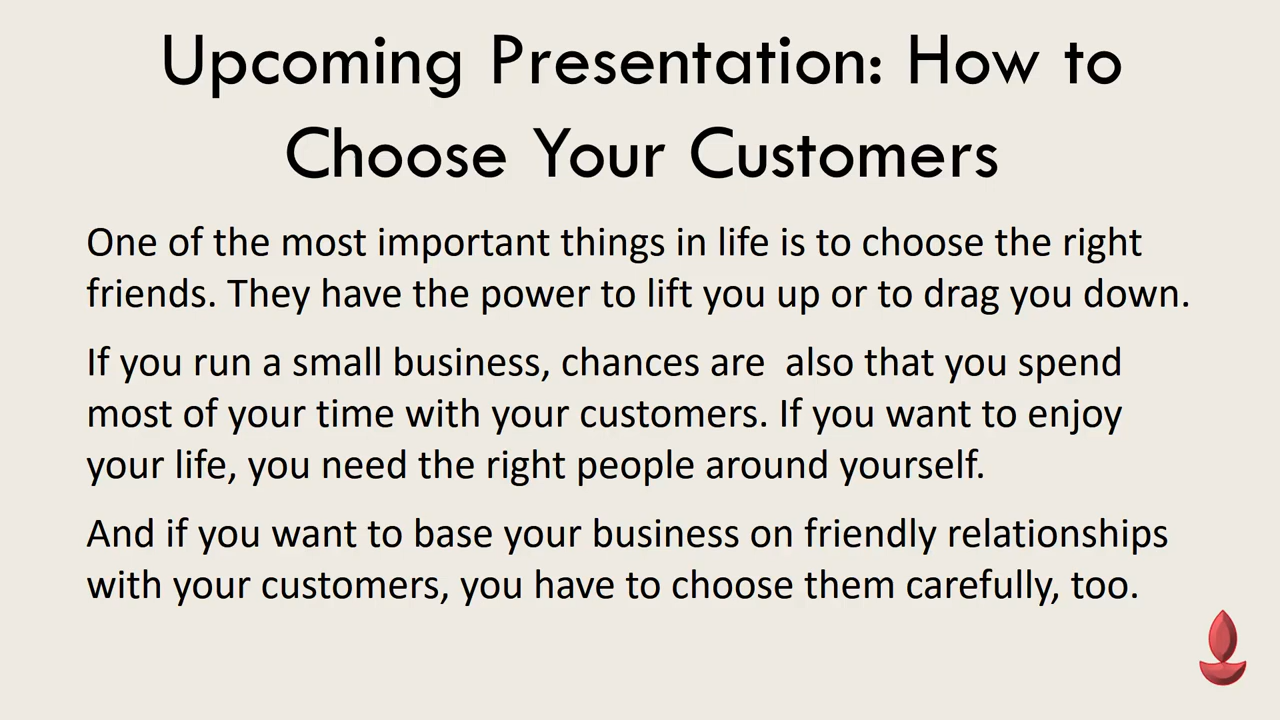 Upcoming Presentation: How to
Choose Your Customers
One of the most important things in life is to choose the right
friends. They have the power to lift you up or to drag you down.
If you run a small business, chances are  also that you spend
most of your time with your customers. If you want to enjoy
your life, you need the right people around yourself.
And if you want to base your business on friendly relationships
with your customers, you have to choose them carefully, too.